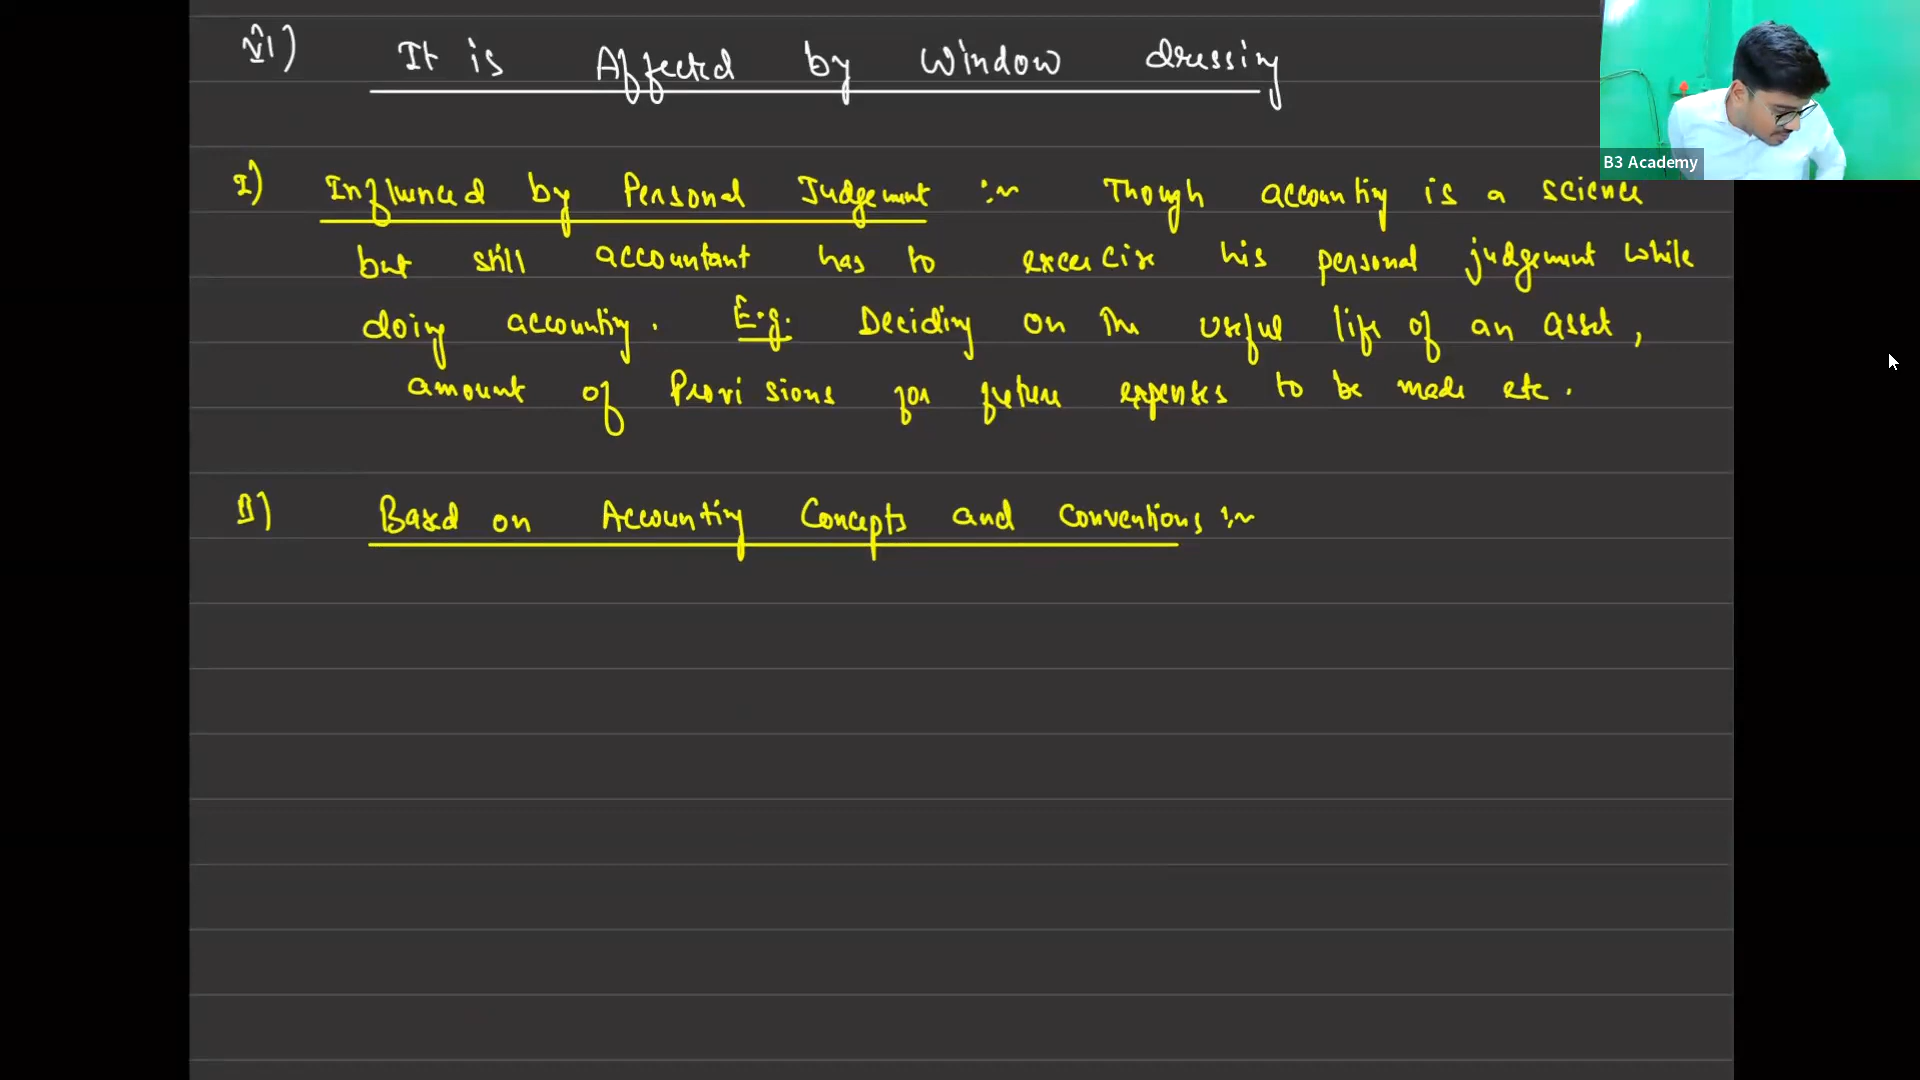 VI) It is Affected by Window dressing
B3 Academy
I) Influenced by Personal Judgement :~ Though accounting is a science
but still accountant has to excercise his personal judgement while
doing accounting. E.g. Deciding on the useful life of an asset,
amount of Provisions for future expenses to be made etc.
II) Based on Accounting Concepts and Conventions :~